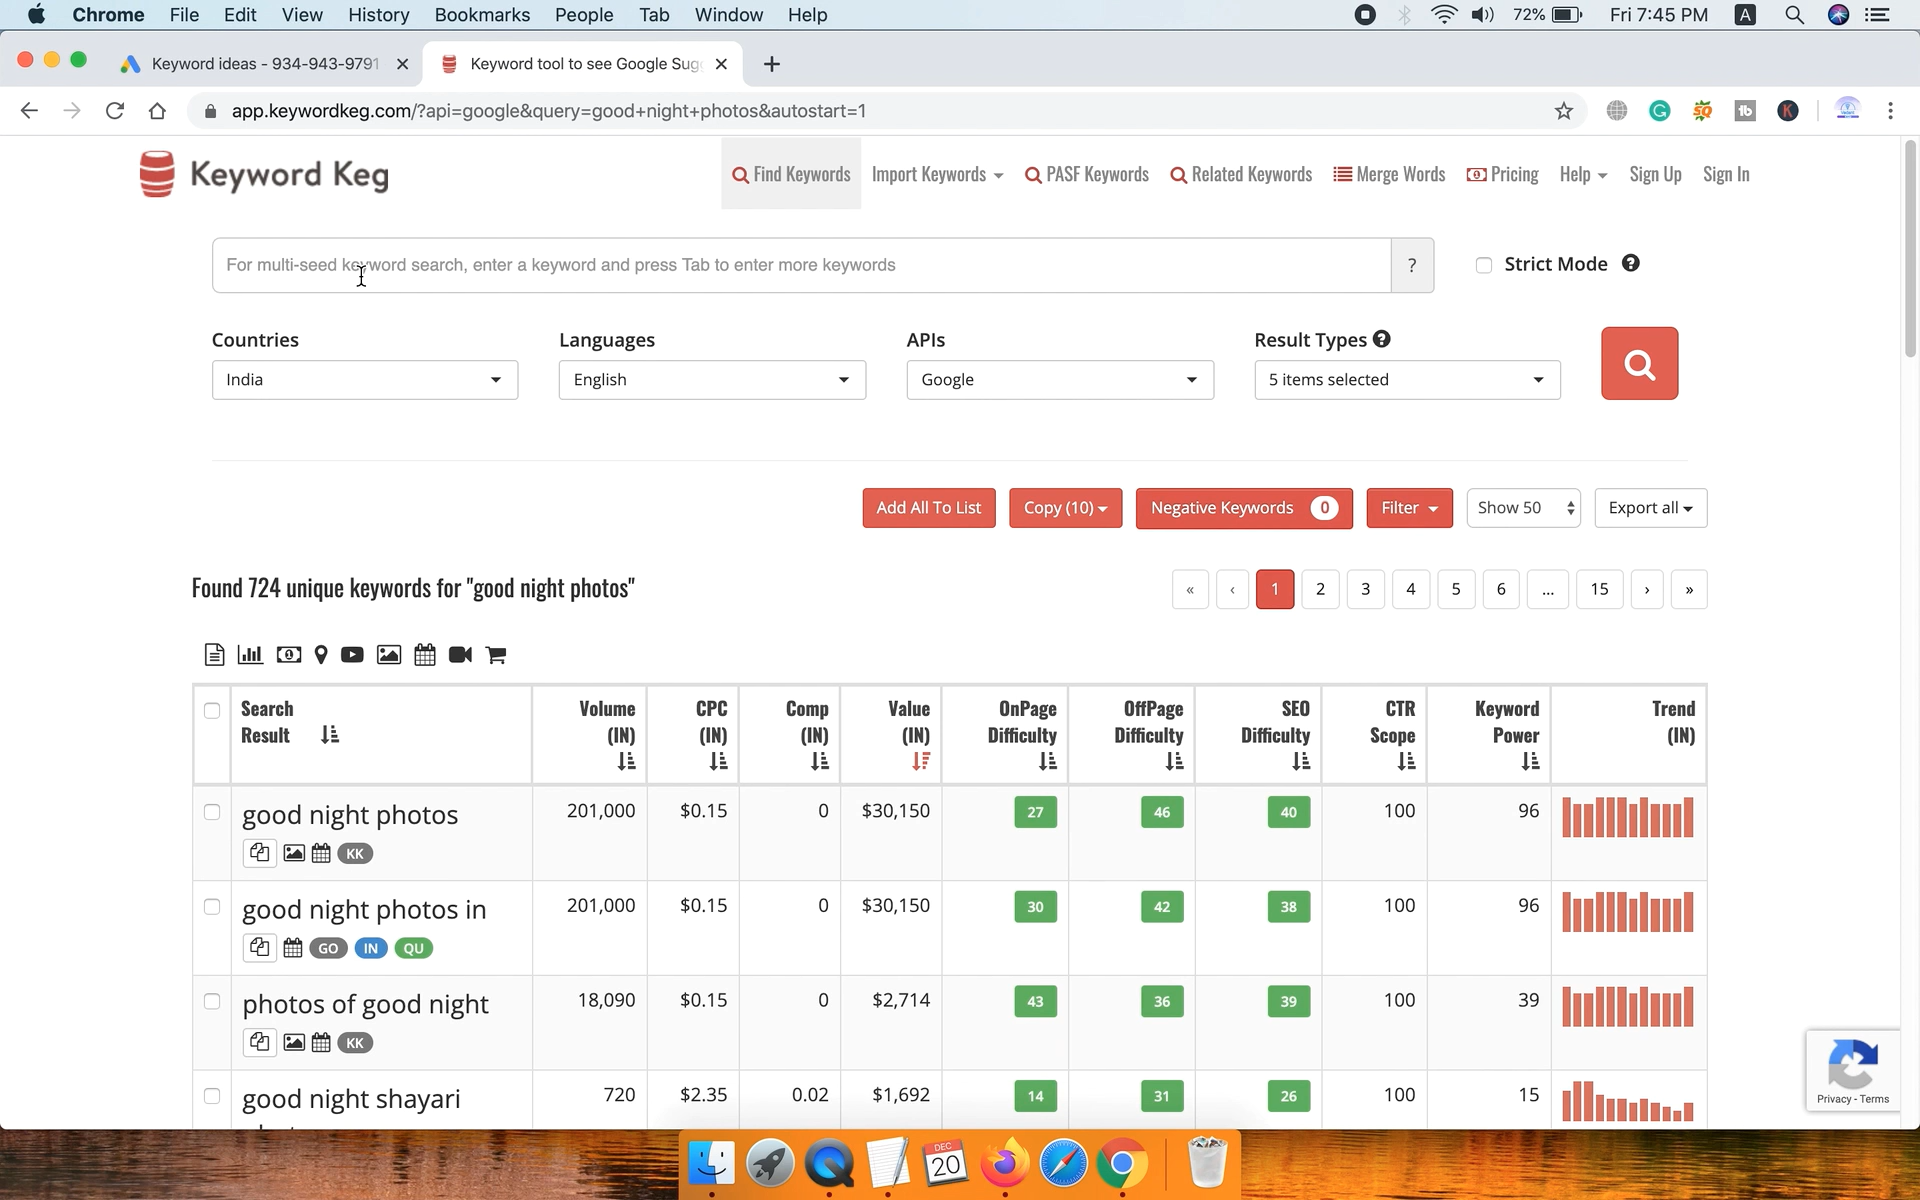 Chrome File Edit View History Bookmarks People Tab Window Help 72% Fri 7:45 PM A
Keyword ideas - 934-943-9791 Keyword tool to see Google Sug
app.keywordkeg.com/?api=google&query=good+night+photos&autostart=1
Keyword Keg Find Keywords Import Keywords PASF Keywords Related Keywords Merge Words Pricing Help Sign Up Sign In
For multi-seed keyword search, enter a keyword and press Tab to enter more keywords ? Strict Mode ?
Countries Languages APIs Result Types ?
India English Google 5 items selected
Add All To List Copy (10) Negative Keywords 0 Filter Show 50 Export all
Found 724 unique keywords for "good night photos" « ‹ 1 2 3 4 5 6 ... 15 › »
Search Volume CPC Comp Value OnPage OffPage SEO CTR Keyword Trend
Result (IN) (IN) (IN) (IN) Difficulty Difficulty Difficulty Scope Power (IN)
good night photos 201,000 $0.15 0 $30,150 27 46 40 100 96
KK
good night photos in 201,000 $0.15 0 $30,150 30 42 38 100 96
GO IN QU
photos of good night 18,090 $0.15 0 $2,714 43 36 39 100 39
KK
good night shayari 720 $2.35 0.02 $1,692 14 31 26 100 15
Privacy - Terms
DEC
20